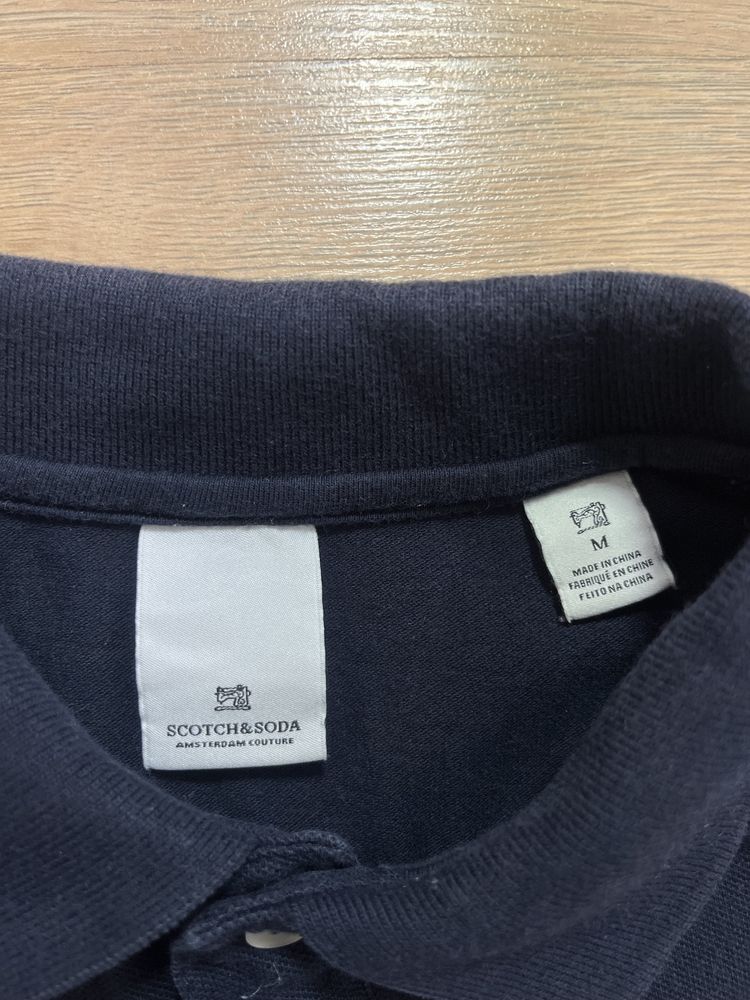 SCOTCH&SODA
AMSTERDAM COUTURE
M
MADE IN CHINA
FABRIQUÉ EN CHINE
FEITO NA CHINA